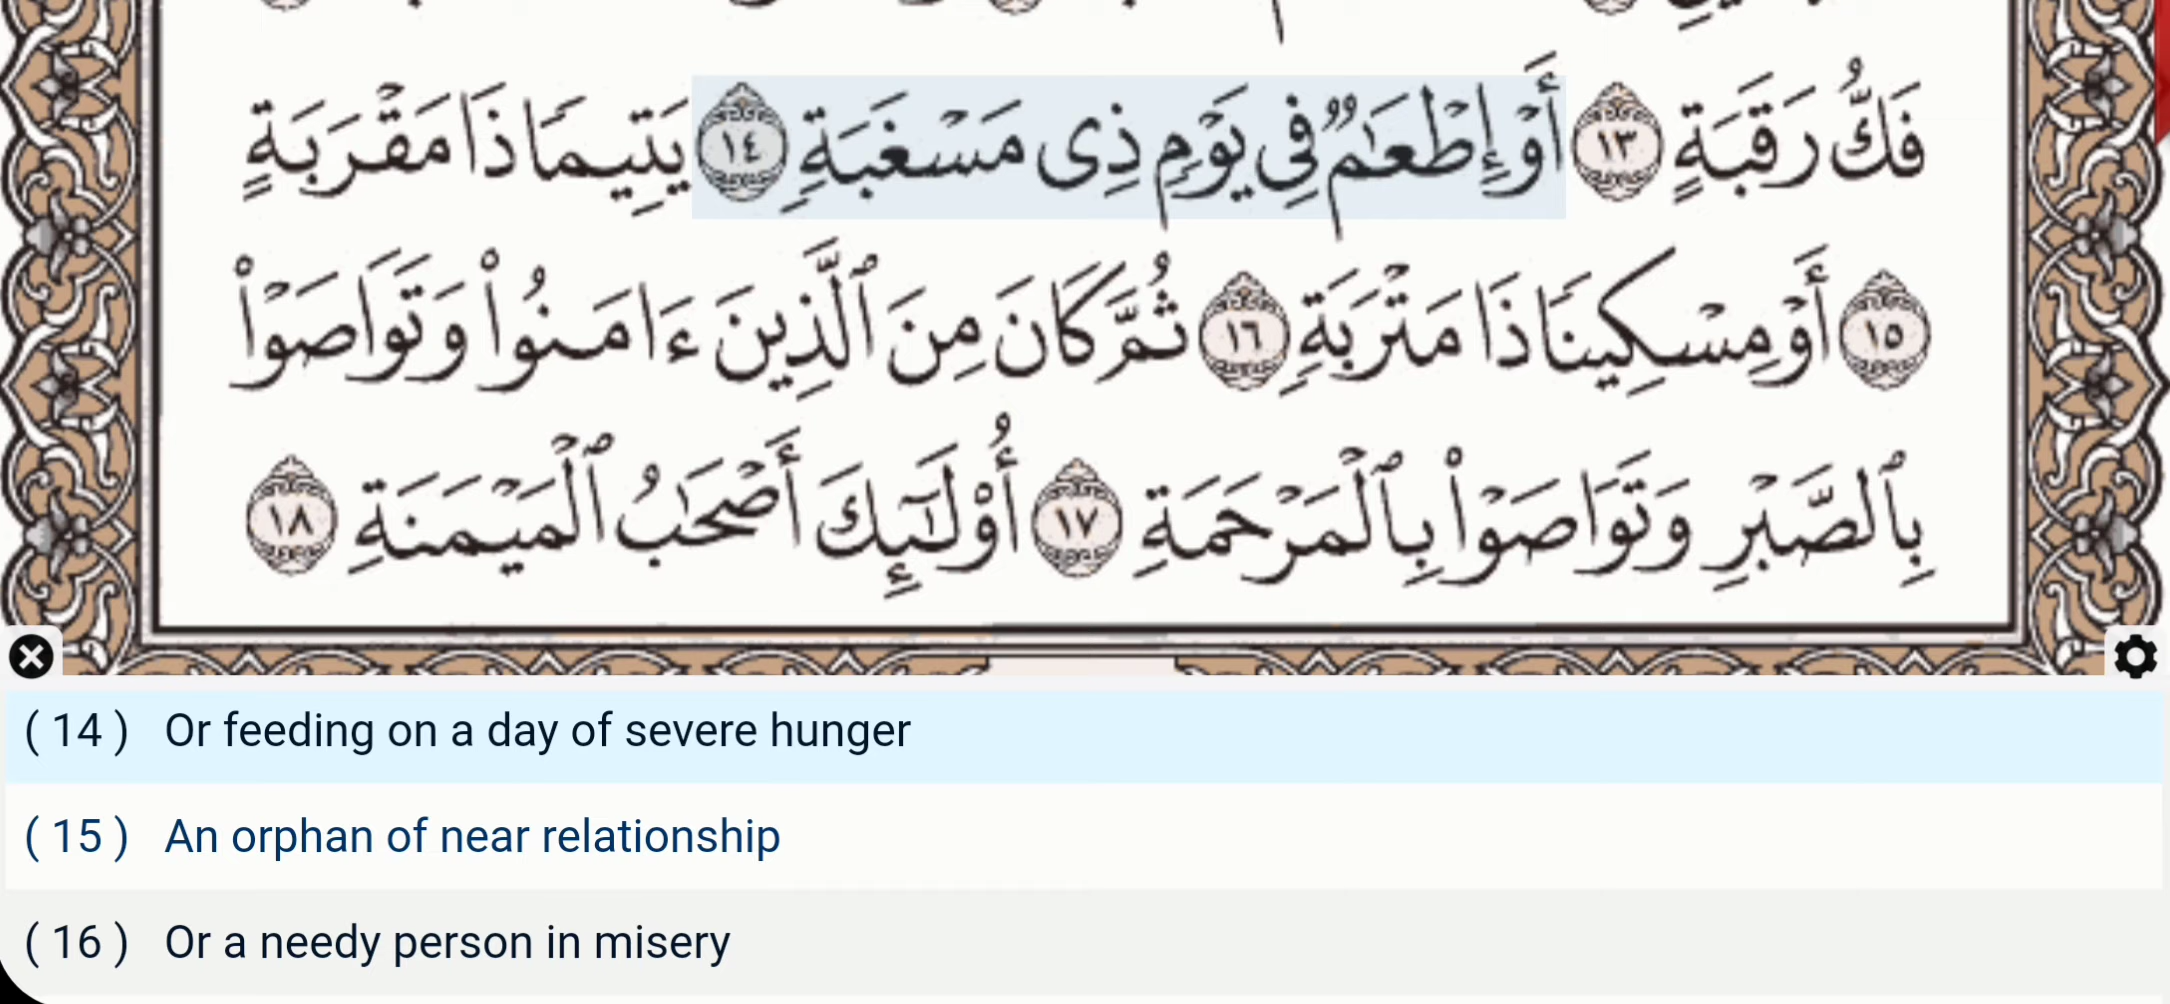 فَكُّ رَقَبَةٍ ١٣ أَوْ إِطْعَـٰمٌ فِى يَوْمٍ ذِى مَسْغَبَةٍ ١٤ يَتِيمًا ذَا مَقْرَبَةٍ
١٥ أَوْ مِسْكِينًا ذَا مَتْرَبَةٍ ١٦ ثُمَّ كَانَ مِنَ ٱلَّذِينَ ءَامَنُوا۟ وَتَوَاصَوْا۟
بِٱلصَّبْرِ وَتَوَاصَوْا۟ بِٱلْمَرْحَمَةِ ١٧ أُو۟لَـٰٓئِكَ أَصْحَـٰبُ ٱلْمَيْمَنَةِ ١٨
( 14 ) Or feeding on a day of severe hunger
( 15 ) An orphan of near relationship
( 16 ) Or a needy person in misery